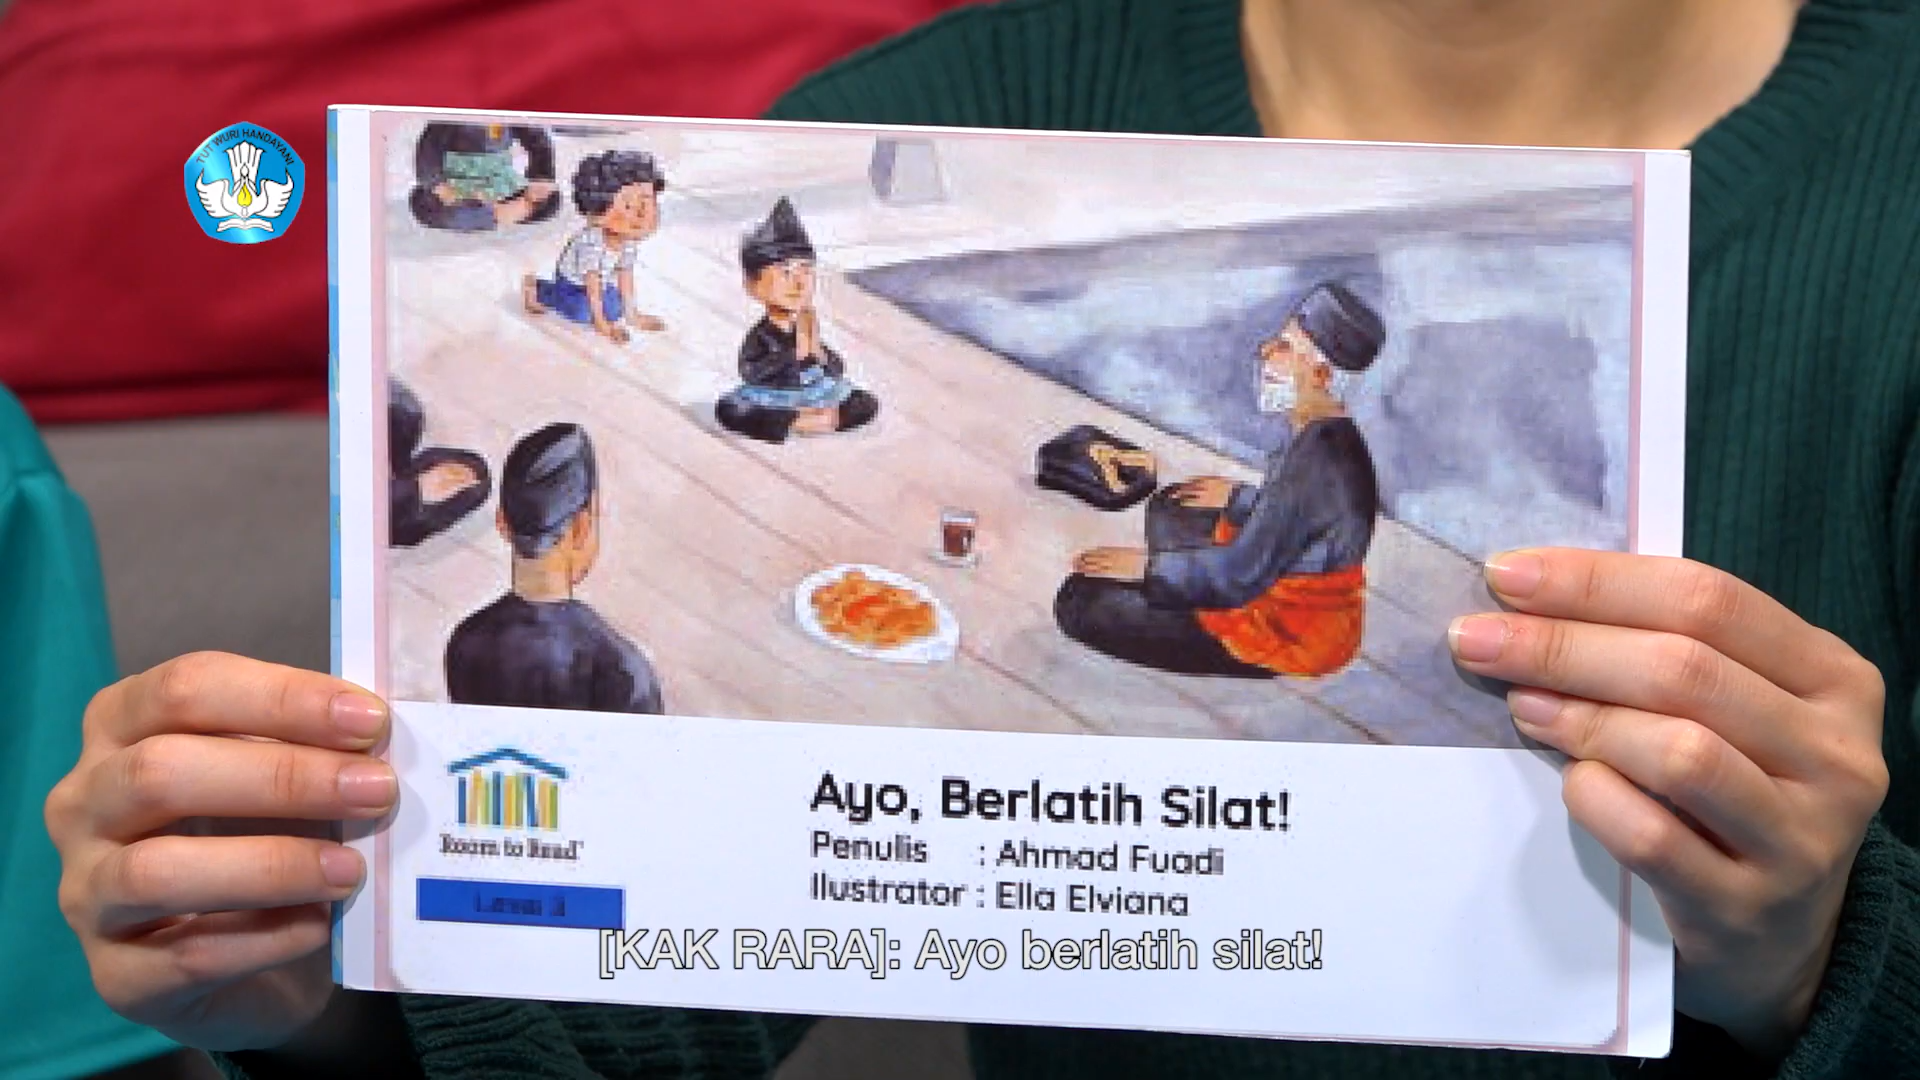 TUT WURI HANDAYANI
Ayo, Berlatih Silat!
Penulis : Ahmad Fuadi
Ilustrator : Ella Elviana
Room to Read
[KAK RARA]: Ayo berlatih silat!